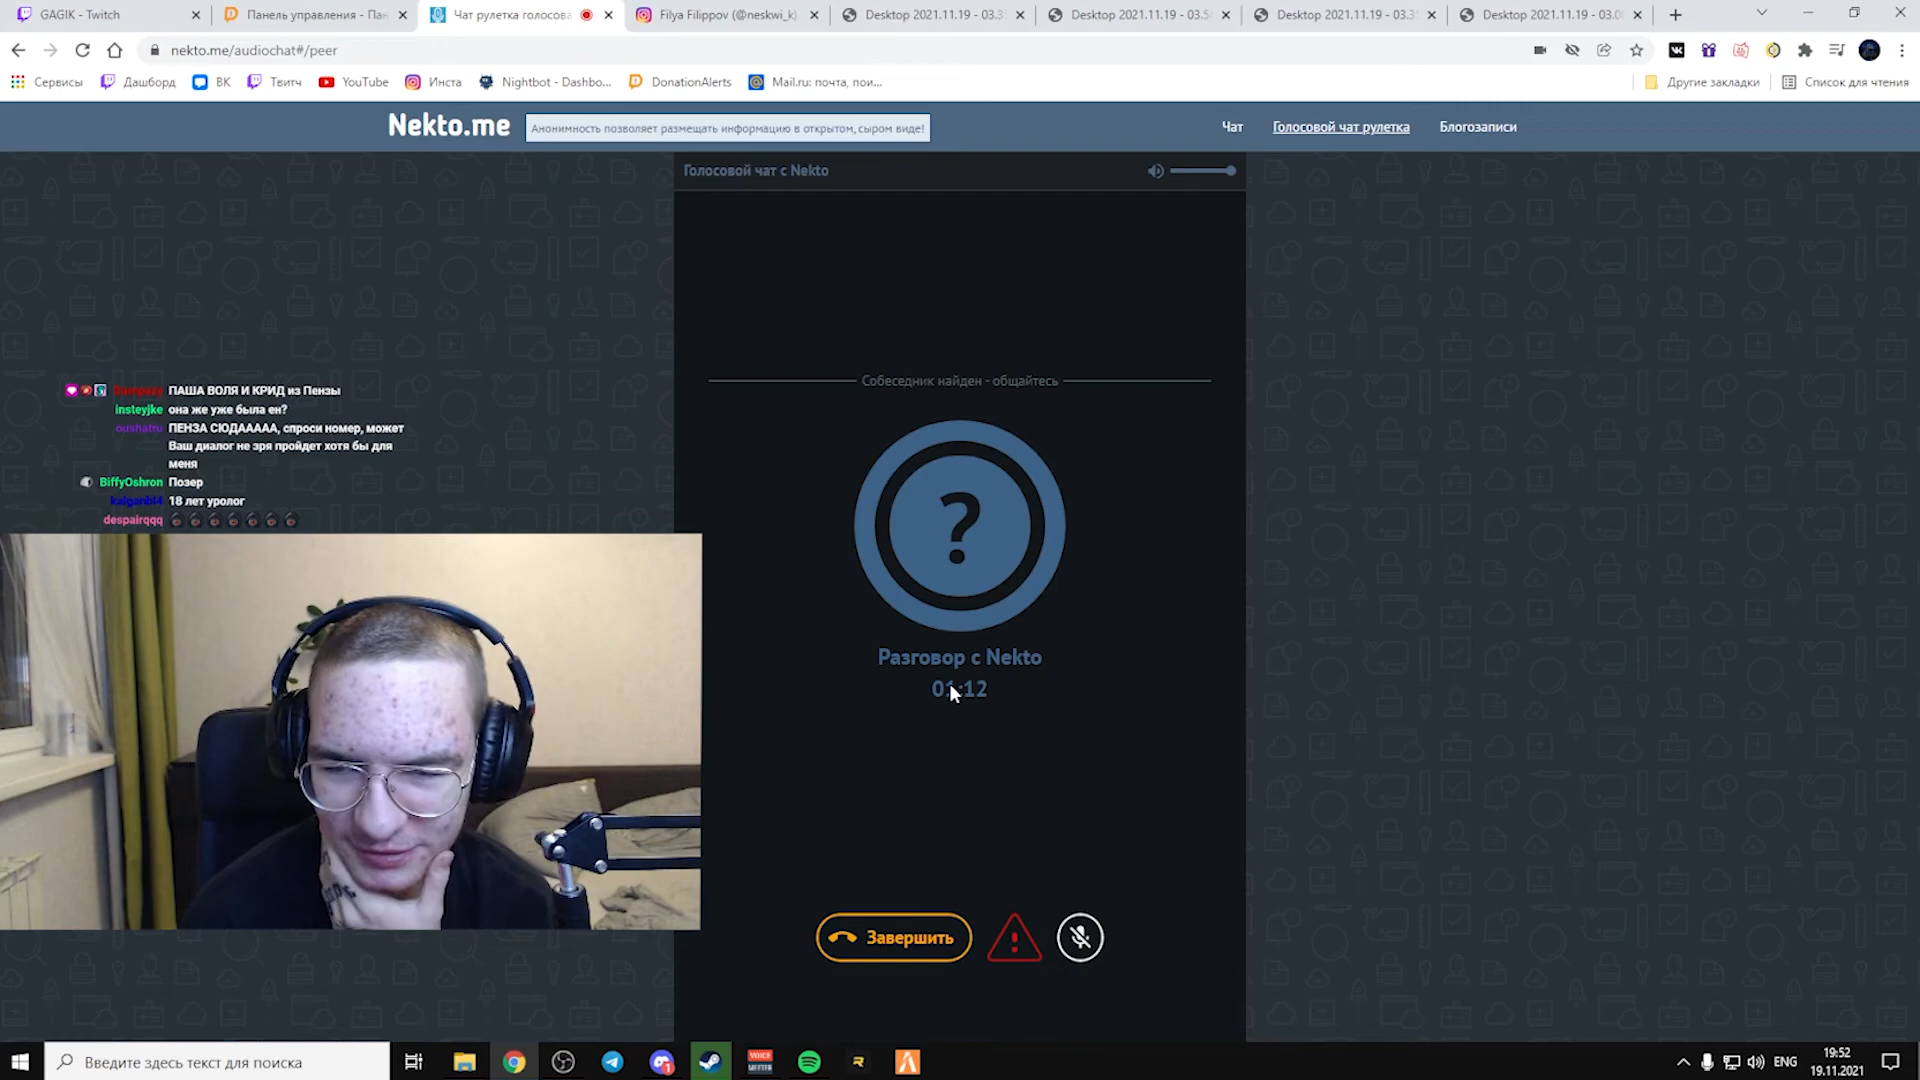 GAGIK - Twitch
Панель управления - Пан
Чат рулетка голосова
Filya Filippov (@neskwi_k)
Desktop 2021.11.19 - 03.3
Desktop 2021.11.19 - 03.5
Desktop 2021.11.19 - 03.3
Desktop 2021.11.19 - 03.0
nekto.me/audiochat#/peer
Сервисы
Дашборд
ВК
Твитч
YouTube
Инста
Nightbot - Dashbo...
DonationAlerts
Mail.ru: почта, пои...
Другие закладки
Список для чтения
Nekto.me
Анонимность позволяет размещать информацию в открытом, сыром виде!
Чат
Голосовой чат рулетка
Блогозаписи
Голосовой чат с Nekto
Собеседник найден - общайтесь
ПАША ВОЛЯ И КРИД из Пензы
insteyjke она же уже была ен?
oushatru ПЕНЗА СЮДААААА, спроси номер, может
Ваш диалог не зря пройдет хотя бы для
меня
BiffyOshron Позер
18 лет уролог
despairqqq
?
Разговор с Nekto
01:12
Завершить
Введите здесь текст для поиска
VOICE
MEETER
ENG
19:52
19.11.2021